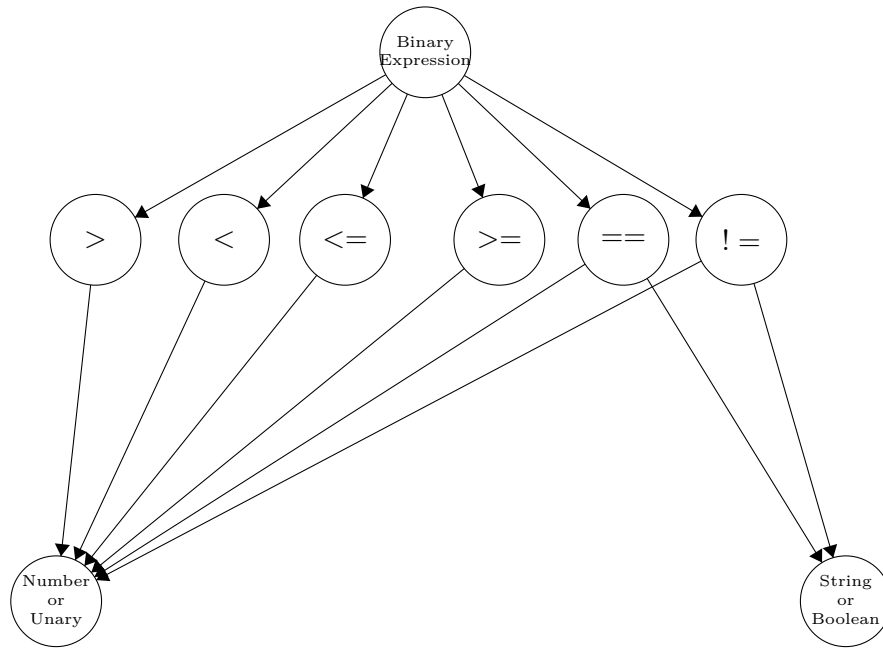 Binary
Expression
>
<
<=
>=
==
! =
Number
or
Unary
String
or
Boolean